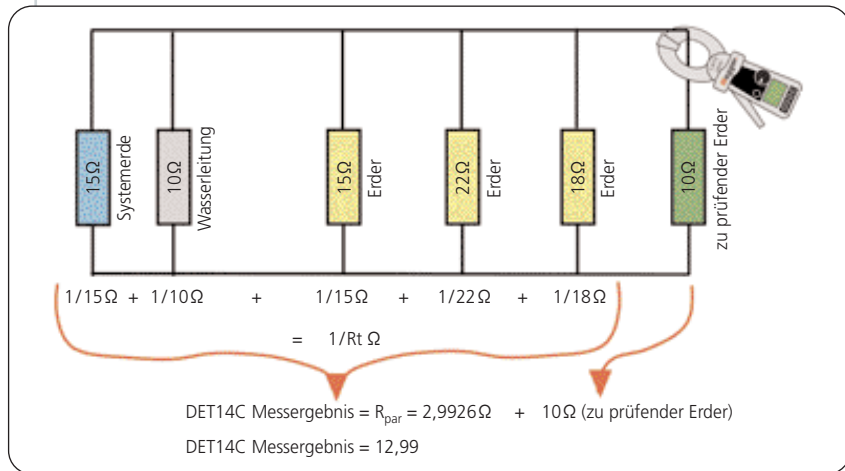 15Ω
Systemerde
10Ω
Wasserleitung
15Ω
Erder
22Ω
Erder
18Ω
Erder
10Ω
zu prüfender Erder
1/15Ω + 1/10Ω + 1/15Ω + 1/22Ω + 1/18Ω
= 1/Rt Ω
DET14C Messergebnis = Rpar = 2,9926Ω + 10Ω (zu prüfender Erder)
DET14C Messergebnis = 12,99